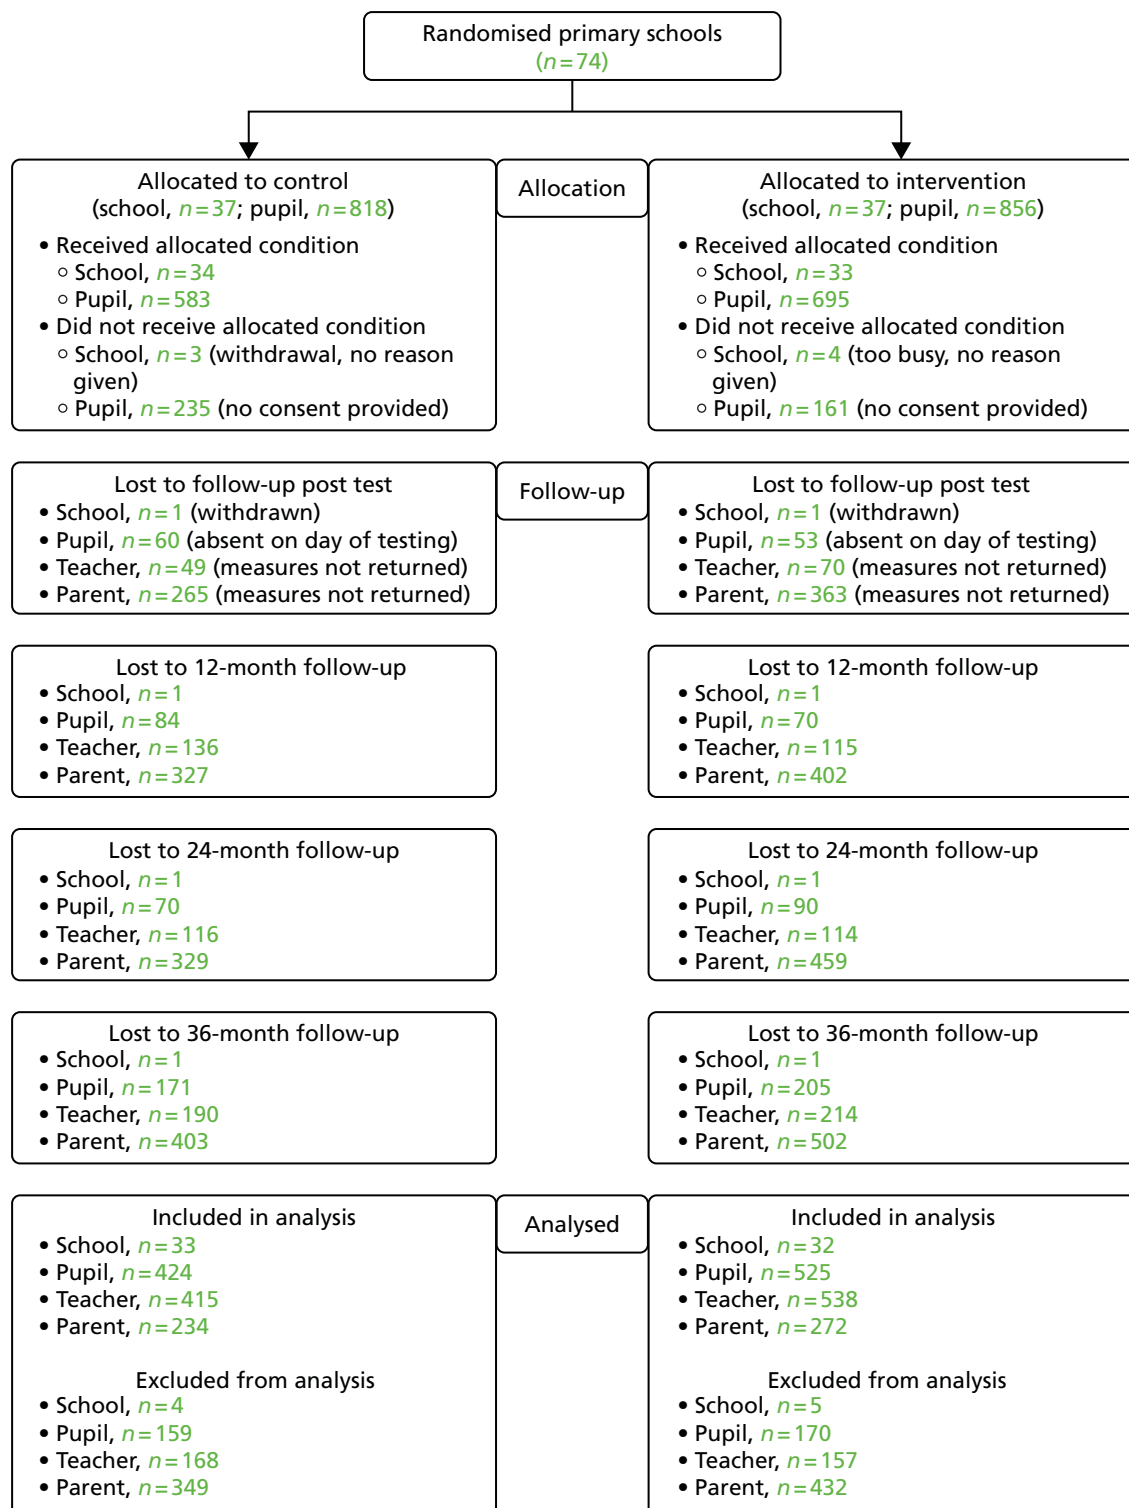 Randomised primary schools
(n=74)
Allocated to control
(school, n=37; pupil, n=818)
• Received allocated condition
○ School, n=34
○ Pupil, n=583
• Did not receive allocated condition
○ School, n=3 (withdrawal, no reason
given)
○ Pupil, n=235 (no consent provided)
Allocation
Allocated to intervention
(school, n=37; pupil, n=856)
• Received allocated condition
○ School, n=33
○ Pupil, n=695
• Did not receive allocated condition
○ School, n=4 (too busy, no reason
given)
○ Pupil, n=161 (no consent provided)
Lost to follow-up post test
• School, n=1 (withdrawn)
• Pupil, n=60 (absent on day of testing)
• Teacher, n=49 (measures not returned)
• Parent, n=265 (measures not returned)
Follow-up
Lost to follow-up post test
• School, n=1 (withdrawn)
• Pupil, n=53 (absent on day of testing)
• Teacher, n=70 (measures not returned)
• Parent, n=363 (measures not returned)
Lost to 12-month follow-up
• School, n=1
• Pupil, n=84
• Teacher, n=136
• Parent, n=327
Lost to 12-month follow-up
• School, n=1
• Pupil, n=70
• Teacher, n=115
• Parent, n=402
Lost to 24-month follow-up
• School, n=1
• Pupil, n=70
• Teacher, n=116
• Parent, n=329
Lost to 24-month follow-up
• School, n=1
• Pupil, n=90
• Teacher, n=114
• Parent, n=459
Lost to 36-month follow-up
• School, n=1
• Pupil, n=171
• Teacher, n=190
• Parent, n=403
Lost to 36-month follow-up
• School, n=1
• Pupil, n=205
• Teacher, n=214
• Parent, n=502
Included in analysis
• School, n=33
• Pupil, n=424
• Teacher, n=415
• Parent, n=234
Excluded from analysis
• School, n=4
• Pupil, n=159
• Teacher, n=168
• Parent, n=349
Analysed
Included in analysis
• School, n=32
• Pupil, n=525
• Teacher, n=538
• Parent, n=272
Excluded from analysis
• School, n=5
• Pupil, n=170
• Teacher, n=157
• Parent, n=432